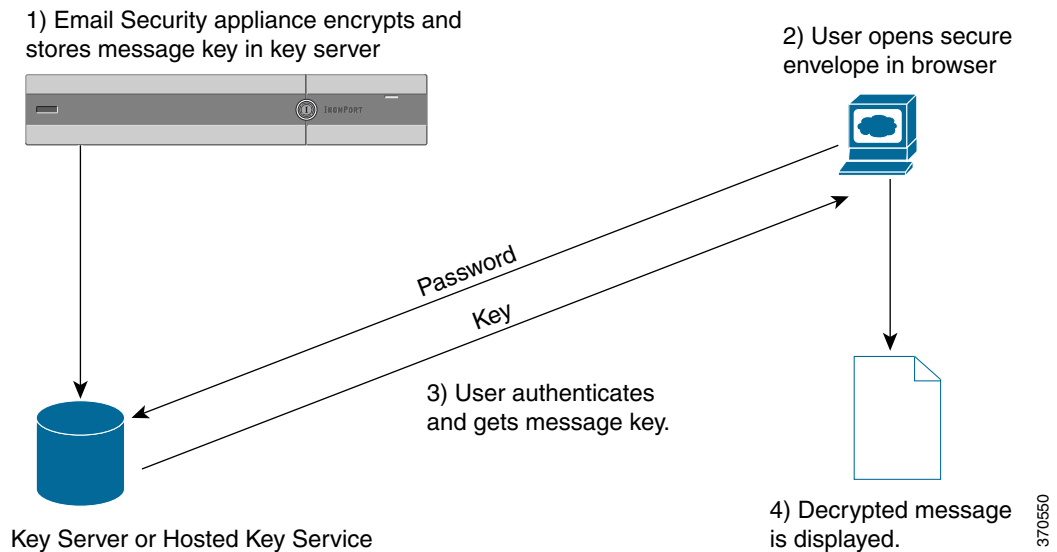 1) Email Security appliance encrypts and
stores message key in key server
2) User opens secure
envelope in browser
IRONPORT
Password
Key
3) User authenticates
and gets message key.
Key Server or Hosted Key Service
4) Decrypted message
is displayed.
370550